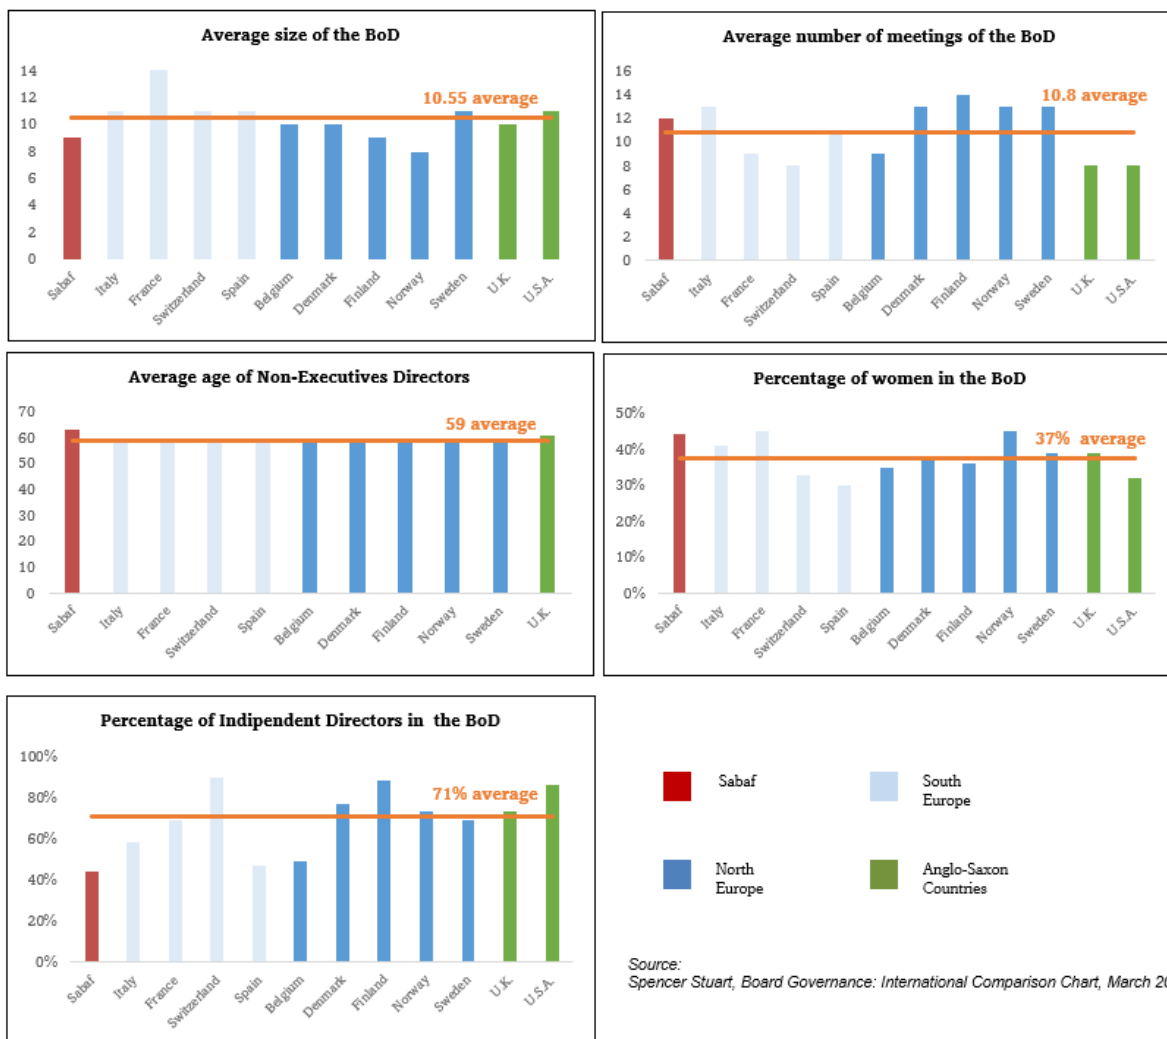 Average size of the BoD
14
12
10
8
6
4
2
0
10.55 average
Sabaf
Italy
France
Switzerland
Spain
Belgium
Denmark
Finland
Norway
Sweden
U.K.
U.S.A.
Average number of meetings of the BoD
16
14
12
10
8
6
4
2
0
10.8 average
Sabaf
Italy
France
Switzerland
Spain
Belgium
Denmark
Finland
Norway
Sweden
U.K.
U.S.A.
Average age of Non-Executives Directors
70
60
50
40
30
20
10
0
59 average
Sabaf
Italy
France
Switzerland
Spain
Belgium
Denmark
Finland
Norway
Sweden
U.K.
Percentage of women in the BoD
50%
40%
30%
20%
10%
0%
37% average
Sabaf
Italy
France
Switzerland
Spain
Belgium
Denmark
Finland
Norway
Sweden
U.K.
U.S.A.
Percentage of Indipendent Directors in the BoD
100%
80%
60%
40%
20%
0%
71% average
Sabaf
Italy
France
Switzerland
Spain
Belgium
Denmark
Finland
Norway
Sweden
U.K.
U.S.A.
Sabaf
South
Europe
North
Europe
Anglo-Saxon
Countries
Source:
Spencer Stuart, Board Governance: International Comparison Chart, March 20